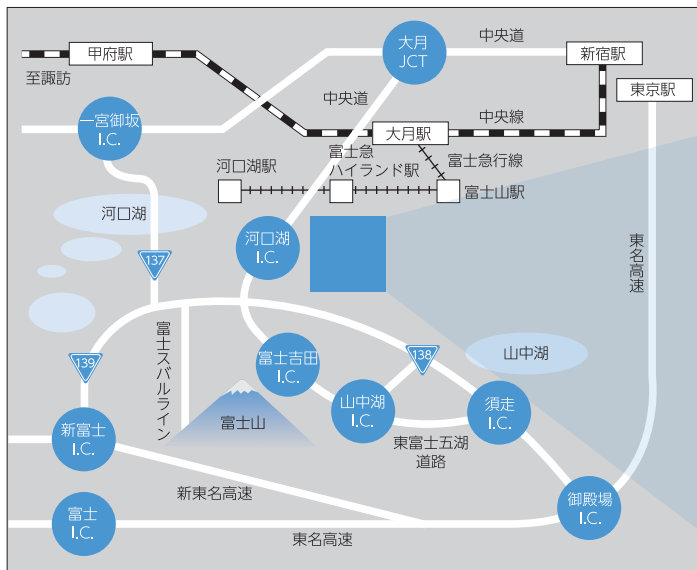 甲府駅
大月
JCT
中央道
新宿駅
至諏訪
東京駅
中央道
一宮御坂
I.C.
中央線
大月駅
富士急
ハイランド駅
富士急行線
河口湖駅
富士山駅
河口湖
河口湖
I.C.
137
東名高速
富士スバルライン
139
富士吉田
I.C.
138
山中湖
山中湖
I.C.
須走
I.C.
富士山
新富士
I.C.
東富士五湖
道路
新東名高速
御殿場
I.C.
富士
I.C.
東名高速